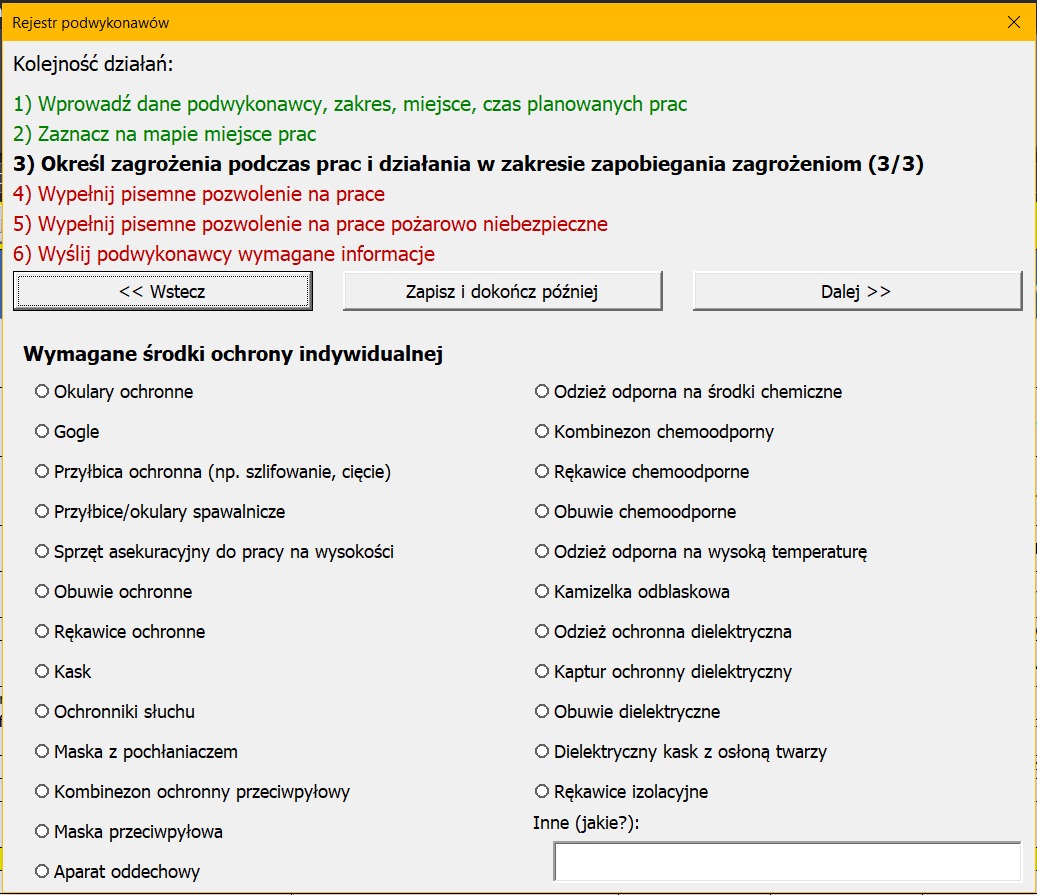 Rejestr podwykonawów
Kolejność działań:
1) Wprowadź dane podwykonawcy, zakres, miejsce, czas planowanych prac
2) Zaznacz na mapie miejsce prac
3) Określ zagrożenia podczas prac i działania w zakresie zapobiegania zagrożeniom (3/3)
4) Wypełnij pisemne pozwolenie na prace
5) Wypełnij pisemne pozwolenie na prace pożarowo niebezpieczne
6) Wyślij podwykonawcy wymagane informacje
<< Wstecz
Zapisz i dokończ później
Dalej >>
Wymagane środki ochrony indywidualnej
Okulary ochronne
Gogle
Przyłbica ochronna (np. szlifowanie, cięcie)
Przyłbice/okulary spawalnicze
Sprzęt asekuracyjny do pracy na wysokości
Obuwie ochronne
Rękawice ochronne
Kask
Ochronniki słuchu
Maska z pochłaniaczem
Kombinezon ochronny przeciwpyłowy
Maska przeciwpyłowa
Aparat oddechowy
Odzież odporna na środki chemiczne
Kombinezon chemoodporny
Rękawice chemoodporne
Obuwie chemoodporne
Odzież odporna na wysoką temperaturę
Kamizelka odblaskowa
Odzież ochronna dielektryczna
Kaptur ochronny dielektryczny
Obuwie dielektryczne
Dielektryczny kask z osłoną twarzy
Rękawice izolacyjne
Inne (jakie?):